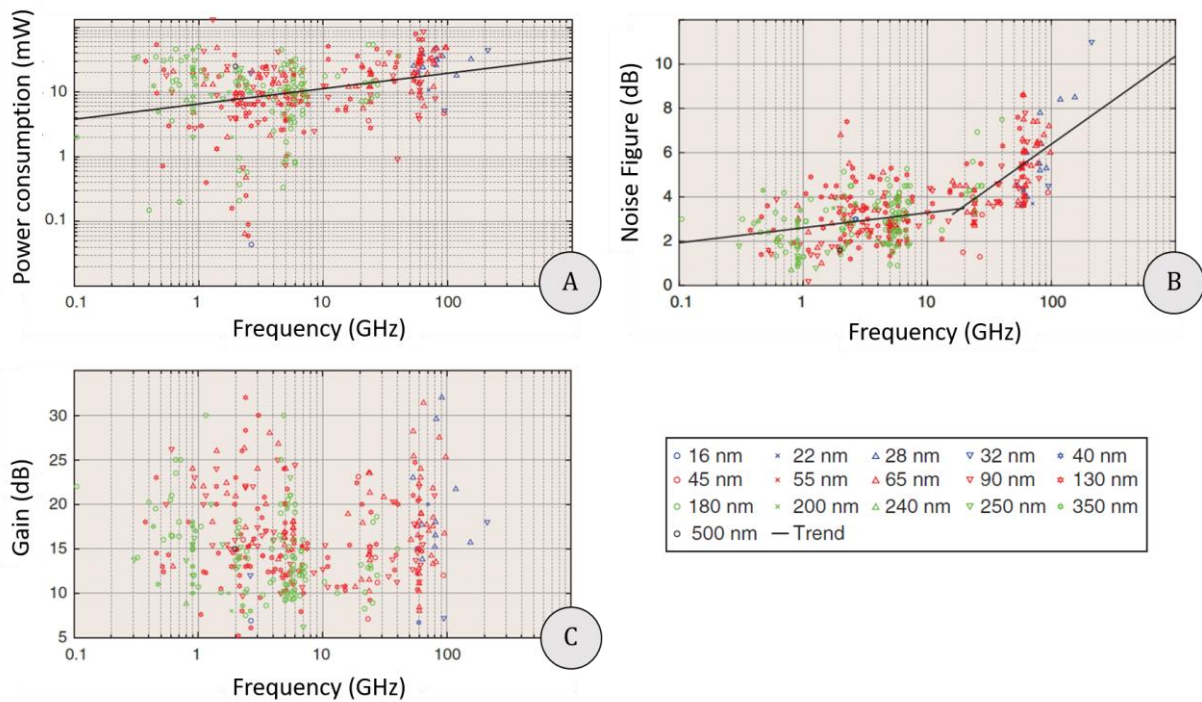 Power consumption (mW)
10
1
0.1
0.1
1
10
100
Frequency (GHz)
A
Noise Figure (dB)
10
8
6
4
2
0
0.1
1
10
100
Frequency (GHz)
B
Gain (dB)
30
25
20
15
10
5
0.1
1
10
100
Frequency (GHz)
C
16 nm 22 nm 28 nm 32 nm 40 nm
45 nm 55 nm 65 nm 90 nm 130 nm
180 nm 200 nm 240 nm 250 nm 350 nm
500 nm Trend